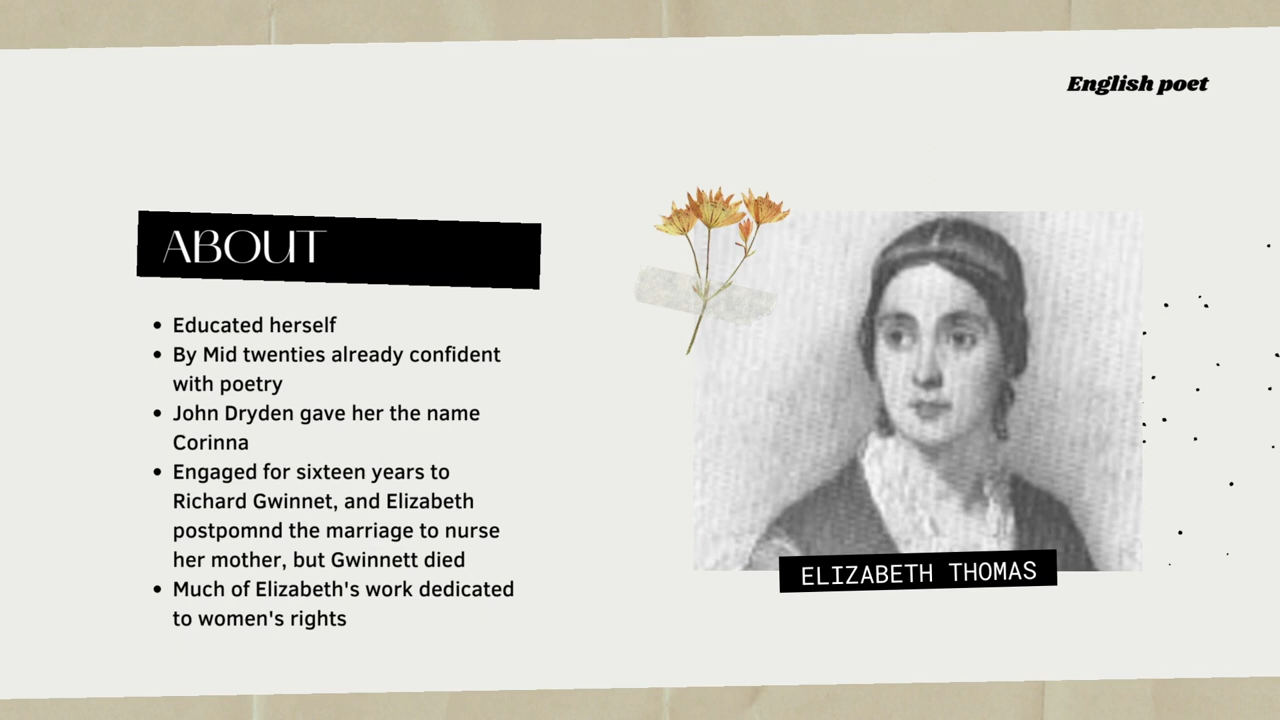 English poet
ABOUT
• Educated herself
• By Mid twenties already confident
with poetry
• John Dryden gave her the name
Corinna
• Engaged for sixteen years to
Richard Gwinnet, and Elizabeth
postpomnd the marriage to nurse
her mother, but Gwinnett died
• Much of Elizabeth's work dedicated
to women's rights
ELIZABETH THOMAS